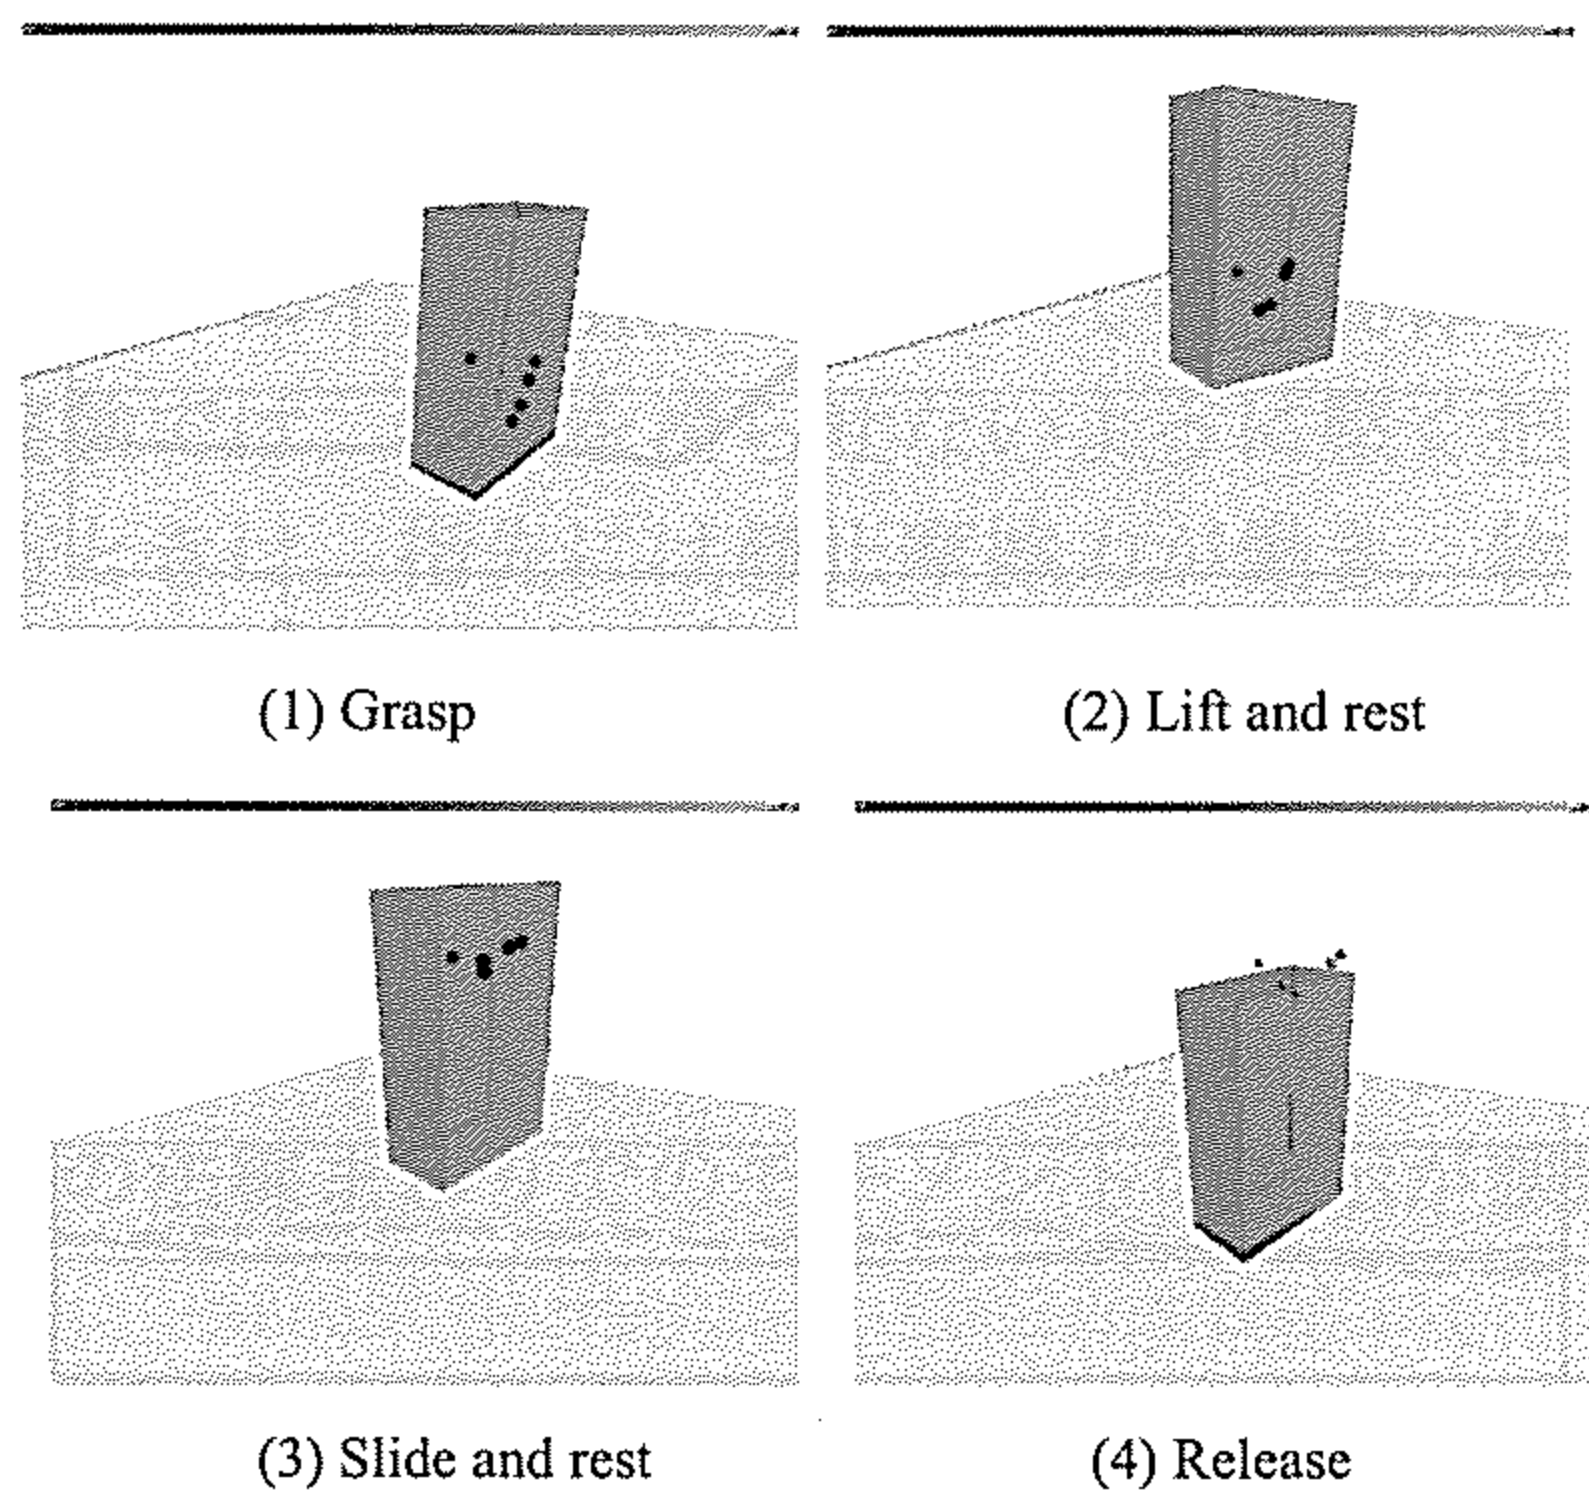 (1) Grasp
(2) Lift and rest
(3) Slide and rest
(4) Release